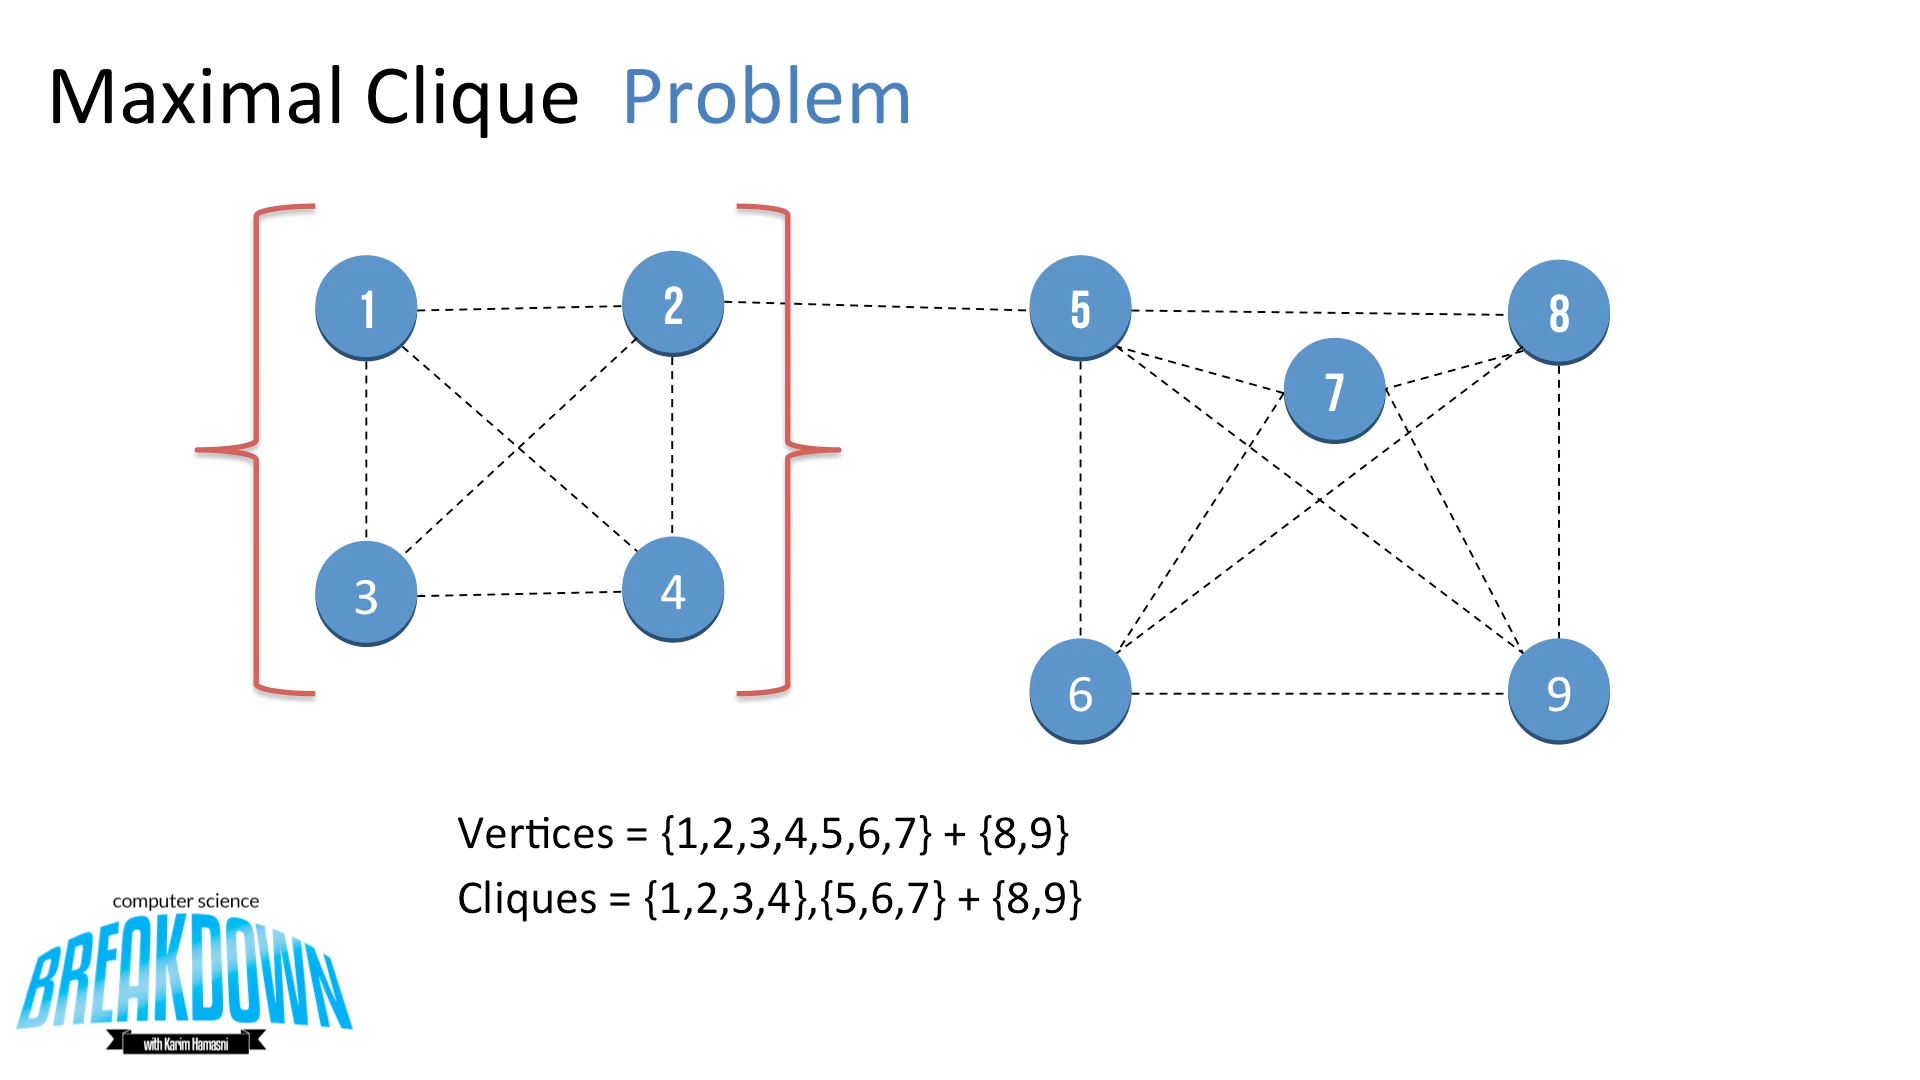 Maximal Clique Problem
1
2
5
8
7
3
4
6
9
Vertices = {1,2,3,4,5,6,7} + {8,9}
Cliques = {1,2,3,4},{5,6,7} + {8,9}
computer science
BREAKDOWN
with Karim Hamasni